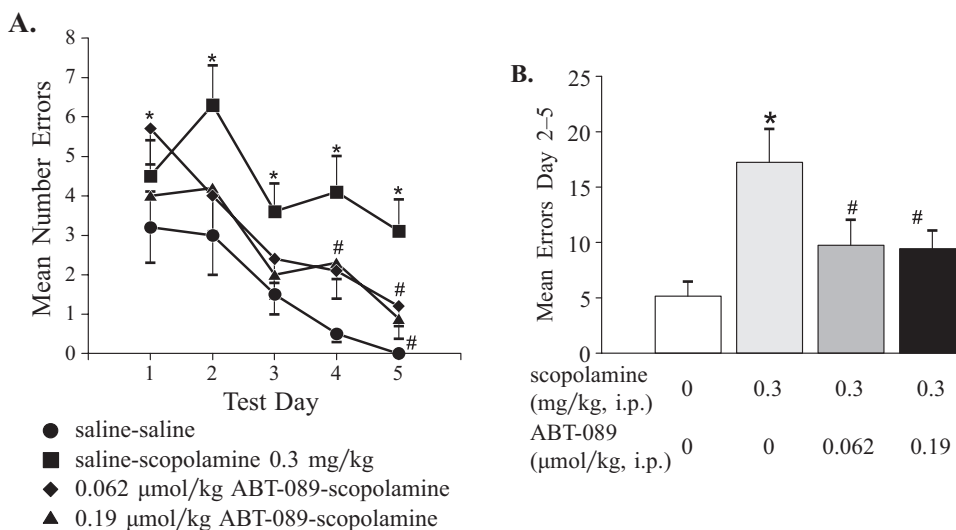 A.
8
7
6
5
4
3
2
1
0
Mean Number Errors
*
*
*
*
*
#
#
#
1 2 3 4 5
Test Day
saline-saline
saline-scopolamine 0.3 mg/kg
0.062 μmol/kg ABT-089-scopolamine
0.19 μmol/kg ABT-089-scopolamine
B.
25
20
15
10
5
0
Mean Errors Day 2–5
*
#
#
scopolamine
(mg/kg, i.p.) 0 0.3 0.3 0.3
ABT-089
(μmol/kg, i.p.) 0 0 0.062 0.19